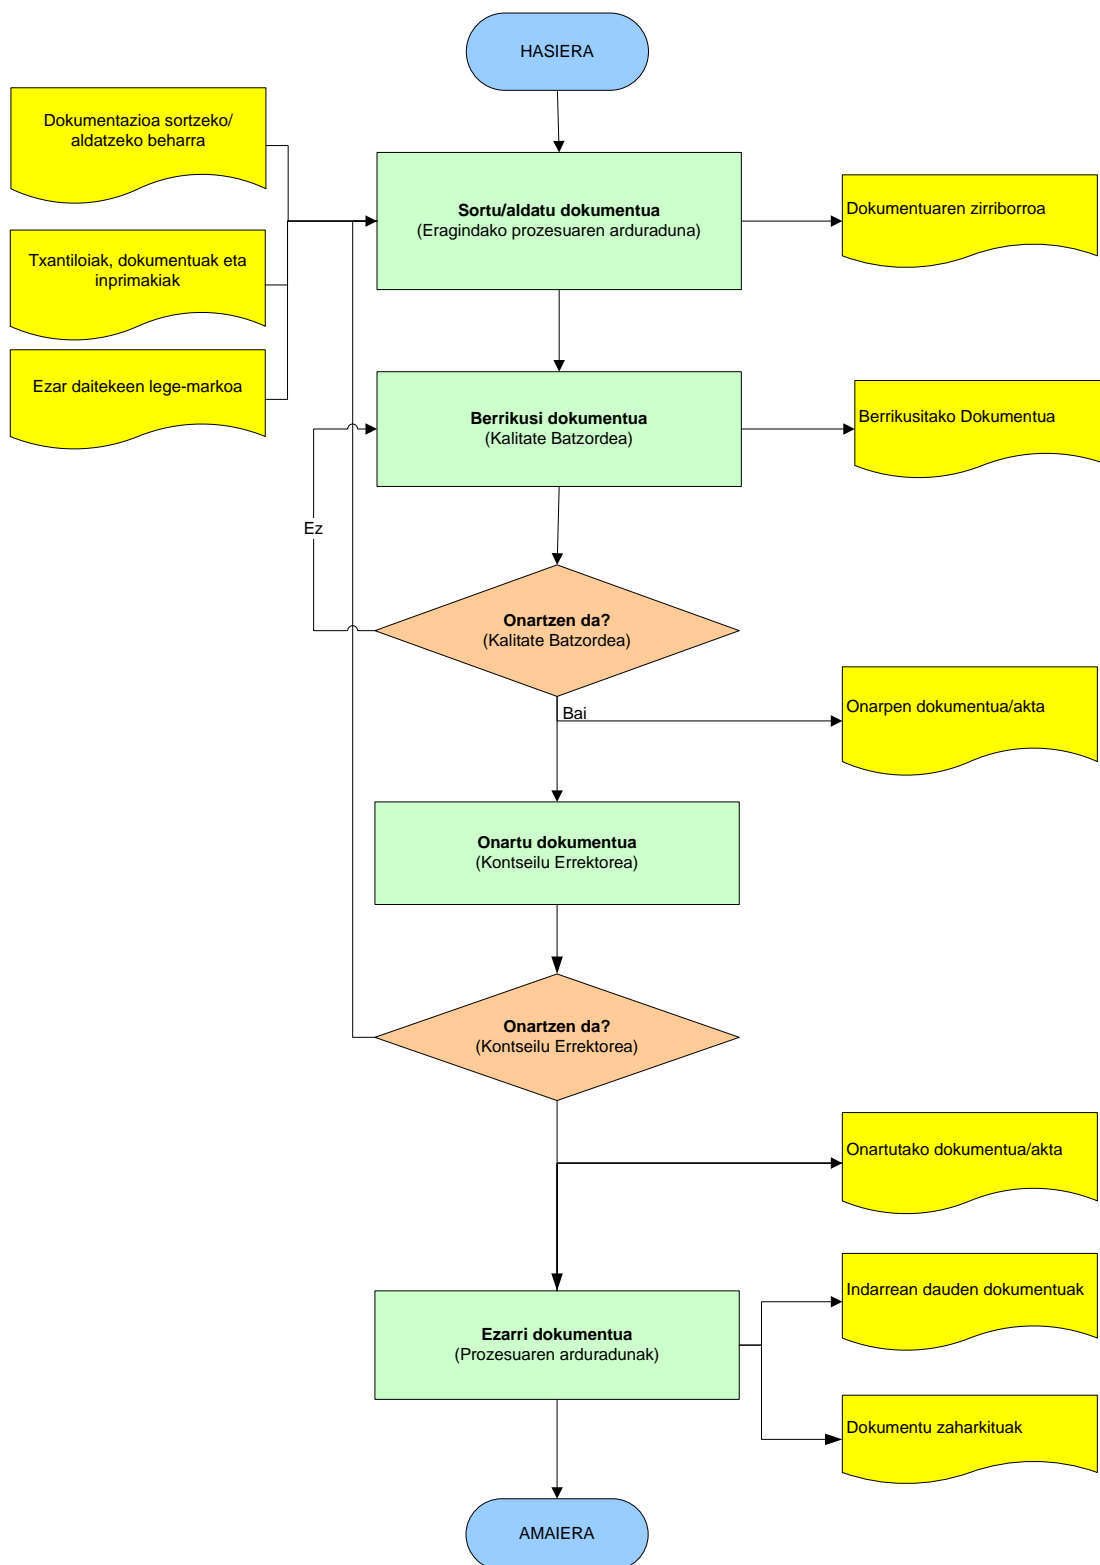 HASIERA
Dokumentazioa sortzeko/
aldatzeko beharra
Sortu/aldatu dokumentua
(Eragindako prozesuaren arduraduna)
Dokumentuaren zirriborroa
Txantiloiak, dokumentuak eta
inprimakiak
Ezar daitekeen lege-markoa
Berrikusi dokumentua
(Kalitate Batzordea)
Berrikusitako Dokumentua
Ez
Onartzen da?
(Kalitate Batzordea)
Bai
Onarpen dokumentua/akta
Onartu dokumentua
(Kontseilu Errektorea)
Onartzen da?
(Kontseilu Errektorea)
Onartutako dokumentua/akta
Indarrean dauden dokumentuak
Ezarri dokumentua
(Prozesuaren arduradunak)
Dokumentu zaharkituak
AMAIERA